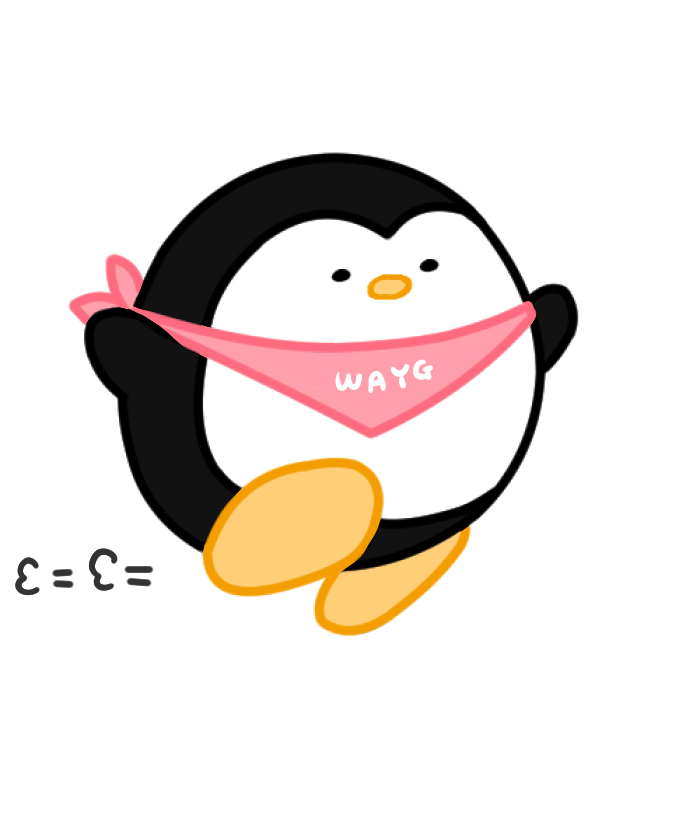 WAYG
ε = ε =